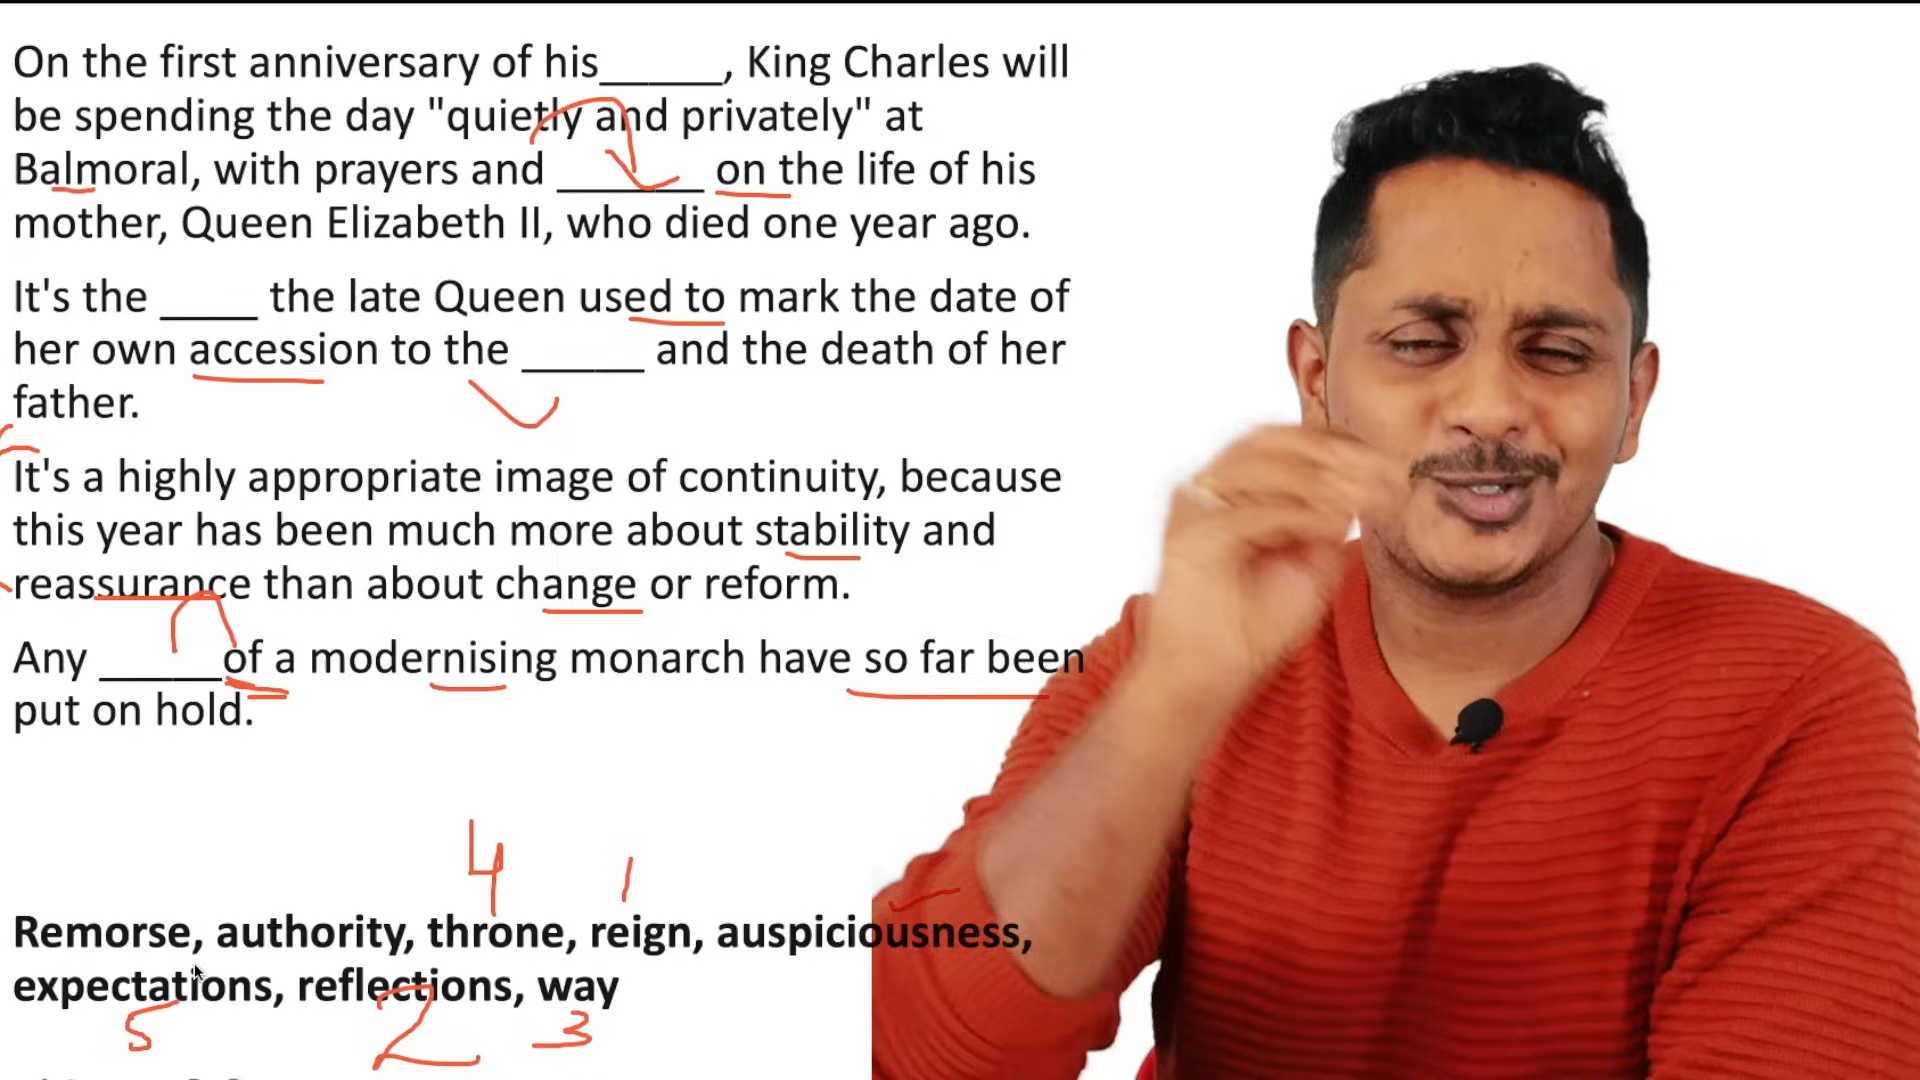 On the first anniversary of his_____, King Charles will
be spending the day "quietly and privately" at
Balmoral, with prayers and ______ on the life of his
mother, Queen Elizabeth II, who died one year ago.
It's the ____ the late Queen used to mark the date of
her own accession to the _____ and the death of her
father.
It's a highly appropriate image of continuity, because
this year has been much more about stability and
reassurance than about change or reform.
Any _____of a modernising monarch have so far been
put on hold.
4 1
Remorse, authority, throne, reign, auspiciousness,
expectations, reflections, way
5 2 3